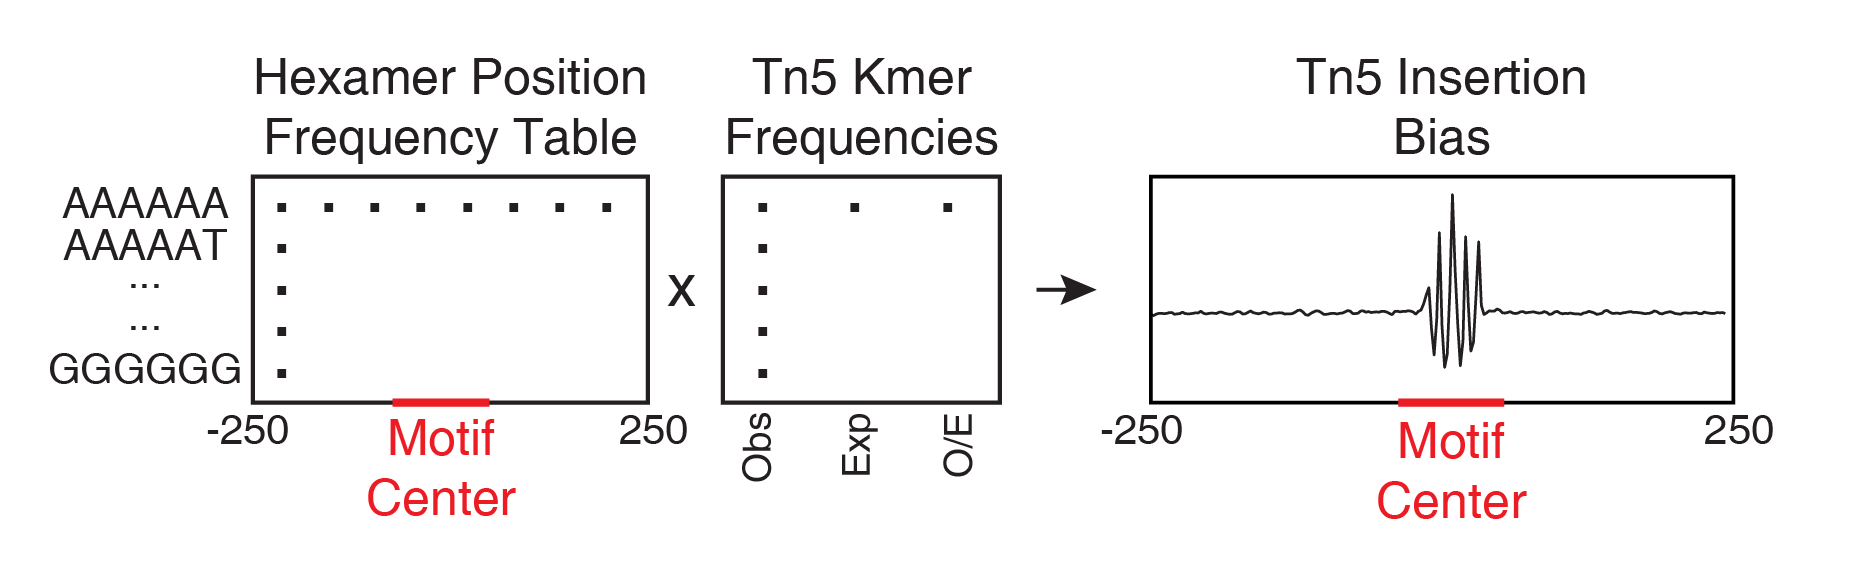 Hexamer Position
Frequency Table
Tn5 Kmer
Frequencies
Tn5 Insertion
Bias
AAAAAA
AAAAAT
...
...
GGGGGG
x
-250
250
Motif
Center
Obs
Exp
O/E
-250
250
Motif
Center